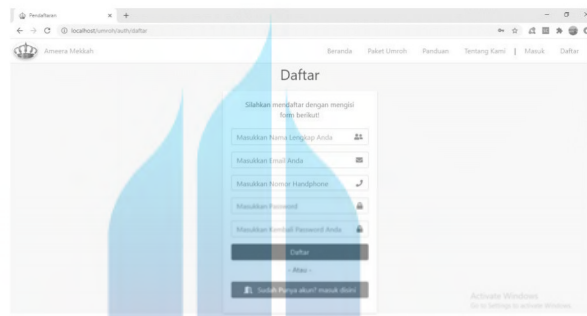 Pendaftaran
localhost/umroh/auth/daftar
Ameera Mekkah
Beranda Paket Umroh Panduan Tentang Kami | Masuk Daftar
Daftar
Silahkan mendaftar dengan mengisi
form berikut!
Masukkan Nama Lengkap Anda
Masukkan Email Anda
Masukkan Nomor Handphone
Masukkan Password
Masukkan Kembali Password Anda
Daftar
- Atau -
Sudah Punya akun? masuk disini
Activate Windows
Go to Settings to activate Windows.